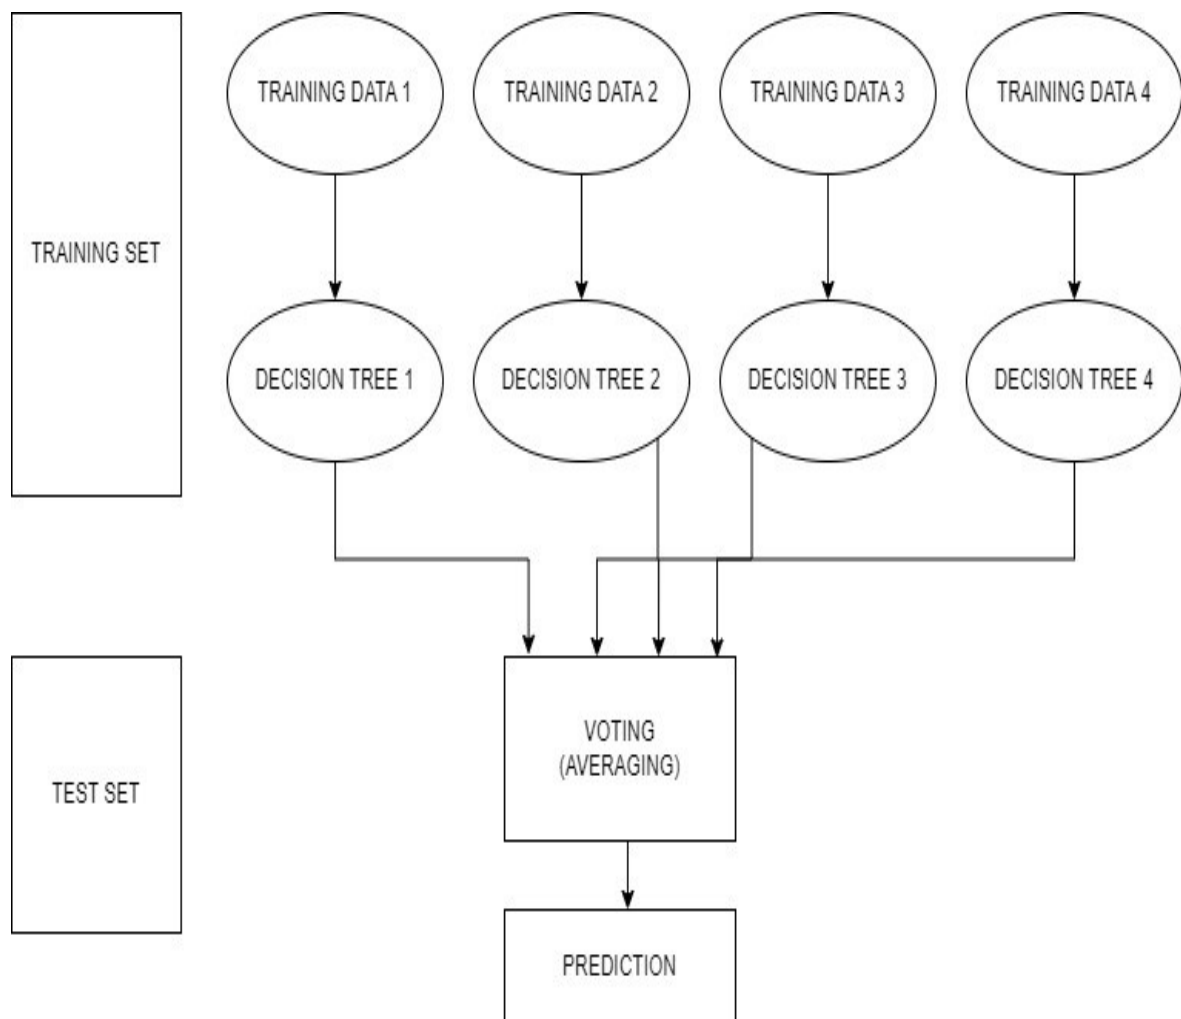 TRAINING DATA 1
TRAINING DATA 2
TRAINING DATA 3
TRAINING DATA 4
TRAINING SET
DECISION TREE 1
DECISION TREE 2
DECISION TREE 3
DECISION TREE 4
VOTING
(AVERAGING)
TEST SET
PREDICTION